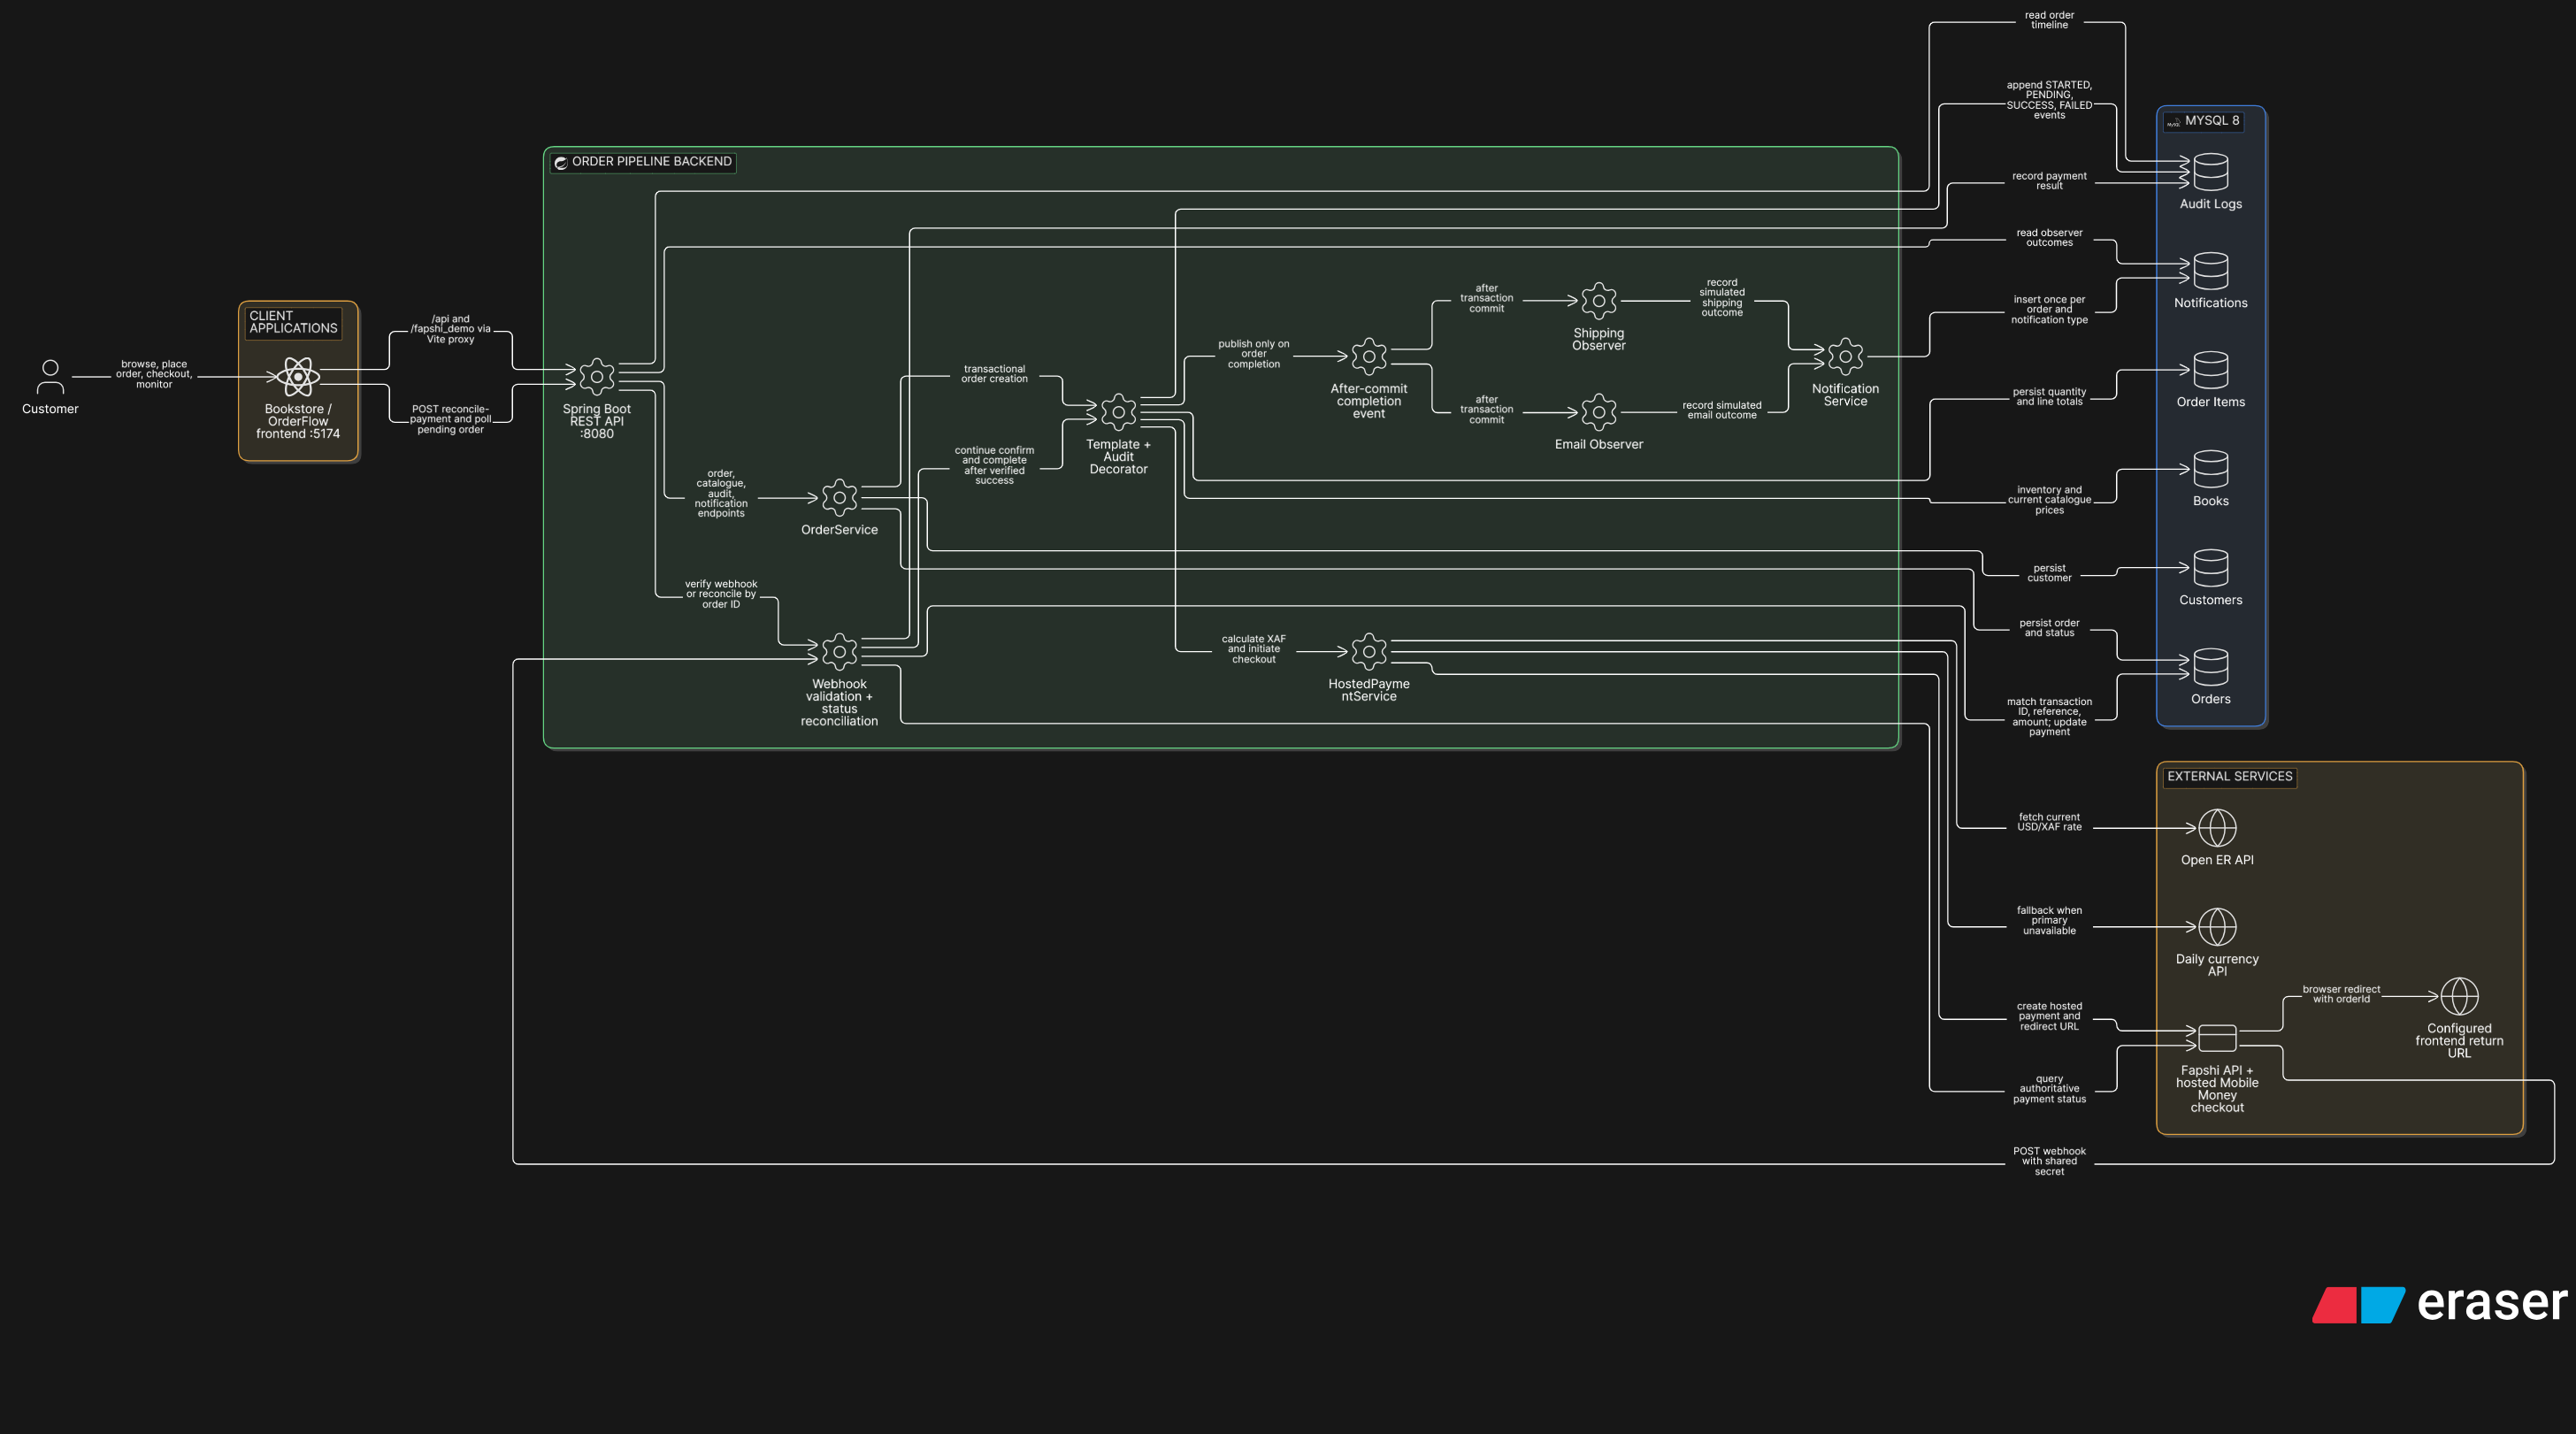 read order
timeline
append STARTED,
PENDING,
SUCCESS, FAILED
events
MySQL
MYSQL 8
ORDER PIPELINE BACKEND
record payment
result
Audit Logs
read observer
outcomes
Notifications
insert once per
order and
notification type
CLIENT
APPLICATIONS
/api and
/fapshi_demo via
Vite proxy
browse, place
order, checkout,
monitor
Customer
Bookstore /
OrderFlow
frontend :5174
POST reconcile-
payment and poll
pending order
Spring Boot
REST API
:8080
order,
catalogue,
audit,
notification
endpoints
OrderService
transactional
order creation
continue confirm
and complete
after verified
success
Template +
Audit
Decorator
publish only on
order
completion
After-commit
completion
event
after
transaction
commit
after
transaction
commit
Shipping
Observer
Email Observer
record
simulated
shipping
outcome
record simulated
email outcome
Notification
Service
persist quantity
and line totals
Order Items
inventory and
current catalogue
prices
Books
persist
customer
Customers
persist order
and status
Orders
match transaction
ID, reference,
amount; update
payment
verify webhook
or reconcile by
order ID
Webhook
validation +
status
reconciliation
calculate XAF
and initiate
checkout
HostedPayme
ntService
EXTERNAL SERVICES
fetch current
USD/XAF rate
Open ER API
fallback when
primary
unavailable
Daily currency
API
create hosted
payment and
redirect URL
browser redirect
with orderId
Configured
frontend return
URL
Fapshi API +
hosted Mobile
Money
checkout
query
authoritative
payment status
POST webhook
with shared
secret
eraser